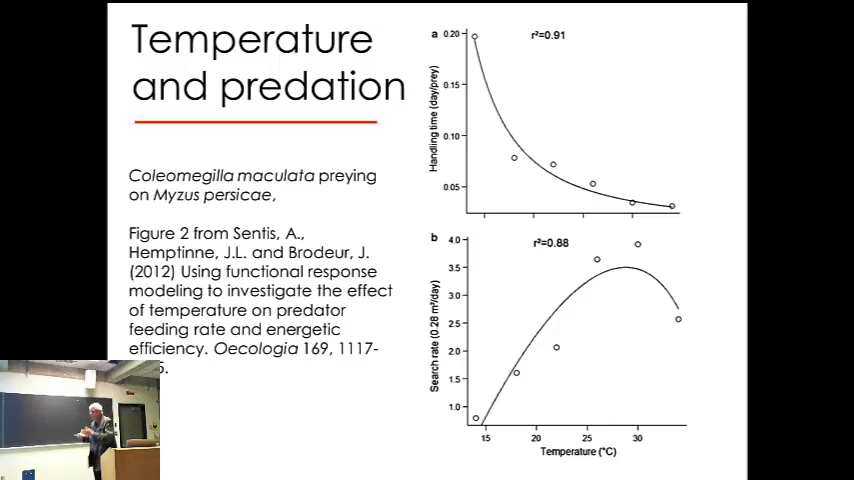 Temperature
and predation
Coleomegilla maculata preying
on Myzus persicae,
Figure 2 from Sentis, A.,
Hemptinne, J.L. and Brodeur, J.
(2012) Using functional response
modeling to investigate the effect
of temperature on predator
feeding rate and energetic
efficiency. Oecologia 169, 1117-
5.
a
r²=0.91
Handling time (day/prey)
0.20
0.15
0.10
0.05
b
r²=0.88
Search rate (0.28 m²/day)
4.0
3.5
3.0
2.5
2.0
1.5
1.0
15 20 25 30
Temperature (°C)